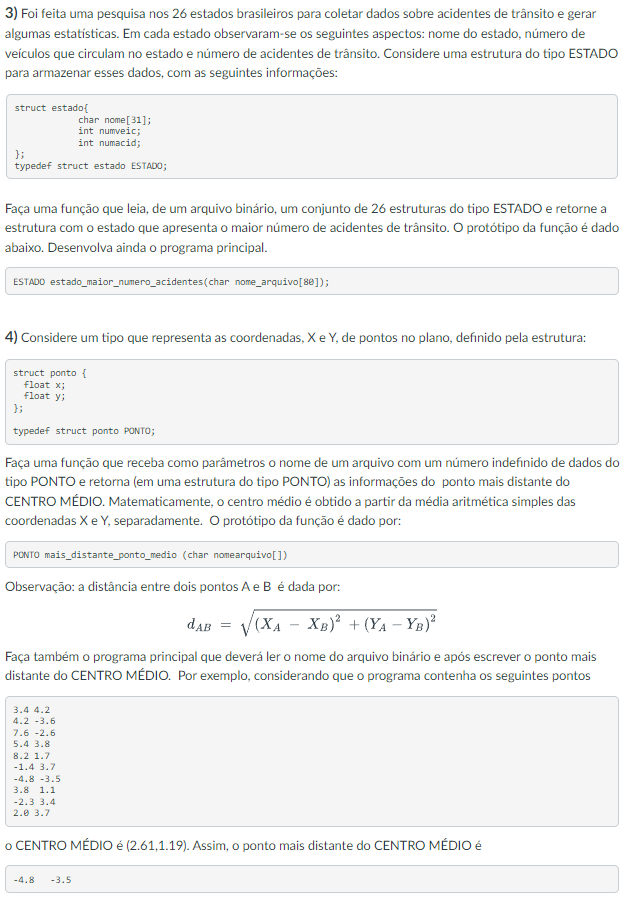 3) Foi feita uma pesquisa nos 26 estados brasileiros para coletar dados sobre acidentes de trânsito e gerar
algumas estatísticas. Em cada estado observaram-se os seguintes aspectos: nome do estado, número de
veículos que circulam no estado e número de acidentes de trânsito. Considere uma estrutura do tipo ESTADO
para armazenar esses dados, com as seguintes informações:
struct estado{
char nome[31];
int numveic;
int numacid;
};
typedef struct estado ESTADO;
Faça uma função que leia, de um arquivo binário, um conjunto de 26 estruturas do tipo ESTADO e retorne a
estrutura com o estado que apresenta o maior número de acidentes de trânsito. O protótipo da função é dado
abaixo. Desenvolva ainda o programa principal.
ESTADO estado_maior_numero_acidentes(char nome_arquivo[80]);
4) Considere um tipo que representa as coordenadas, X e Y, de pontos no plano, definido pela estrutura:
struct ponto {
float x;
float y;
};
typedef struct ponto PONTO;
Faça uma função que receba como parâmetros o nome de um arquivo com um número indefinido de dados do
tipo PONTO e retorna (em uma estrutura do tipo PONTO) as informações do ponto mais distante do
CENTRO MÉDIO. Matematicamente, o centro médio é obtido a partir da média aritmética simples das
coordenadas X e Y, separadamente. O protótipo da função é dado por:
PONTO mais_distante_ponto_medio (char nomearquivo[])
Observação: a distância entre dois pontos A e B é dada por:
d_{AB} = \sqrt{(X_A − X_B)^2 + (Y_A − Y_B)^2}
Faça também o programa principal que deverá ler o nome do arquivo binário e após escrever o ponto mais
distante do CENTRO MÉDIO. Por exemplo, considerando que o programa contenha os seguintes pontos
3.4 4.2
4.2 -3.6
7.6 -2.6
5.4 3.8
8.2 1.7
-1.4 3.7
-4.8 -3.5
3.8 1.1
-2.3 3.4
2.0 3.7
o CENTRO MÉDIO é (2.61,1.19). Assim, o ponto mais distante do CENTRO MÉDIO é
-4.8 -3.5